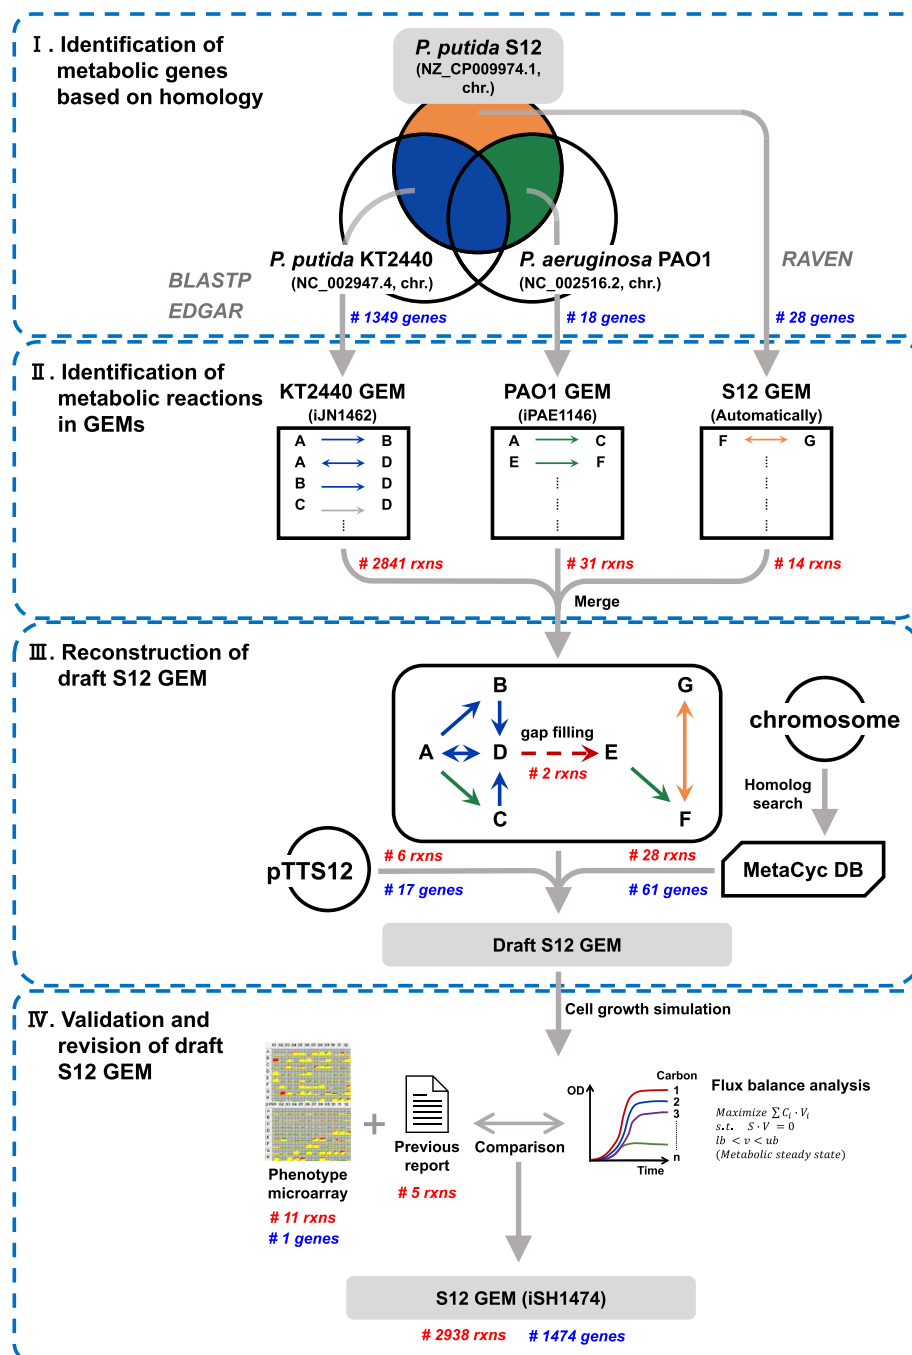 Ⅰ. Identification of
metabolic genes
based on homology
P. putida S12
(NZ_CP009974.1,
chr.)
P. putida KT2440
(NC_002947.4, chr.)
P. aeruginosa PAO1
(NC_002516.2, chr.)
BLASTP
EDGAR
RAVEN
# 1349 genes
# 18 genes
# 28 genes
Ⅱ. Identification of
metabolic reactions
in GEMs
KT2440 GEM
(iJN1462)
A B
A D
B D
C D
PAO1 GEM
(iPAE1146)
A C
E F
S12 GEM
(Automatically)
F G
# 2841 rxns
# 31 rxns
# 14 rxns
Merge
Ⅲ. Reconstruction of
draft S12 GEM
B
G
A
D
gap filling
# 2 rxns
E
C
F
chromosome
Homolog
search
MetaCyc DB
pTTS12
# 6 rxns
# 17 genes
# 28 rxns
# 61 genes
Draft S12 GEM
Ⅳ. Validation and
revision of draft
S12 GEM
Cell growth simulation
Phenotype
microarray
# 11 rxns
# 1 genes
+
Previous
report
# 5 rxns
Comparison
OD
Carbon
1
2
3
n
Time
Flux balance analysis
Maximize ∑ Cᵢ · Vᵢ
s.t. S · V = 0
lb < v < ub
(Metabolic steady state)
S12 GEM (iSH1474)
# 2938 rxns # 1474 genes